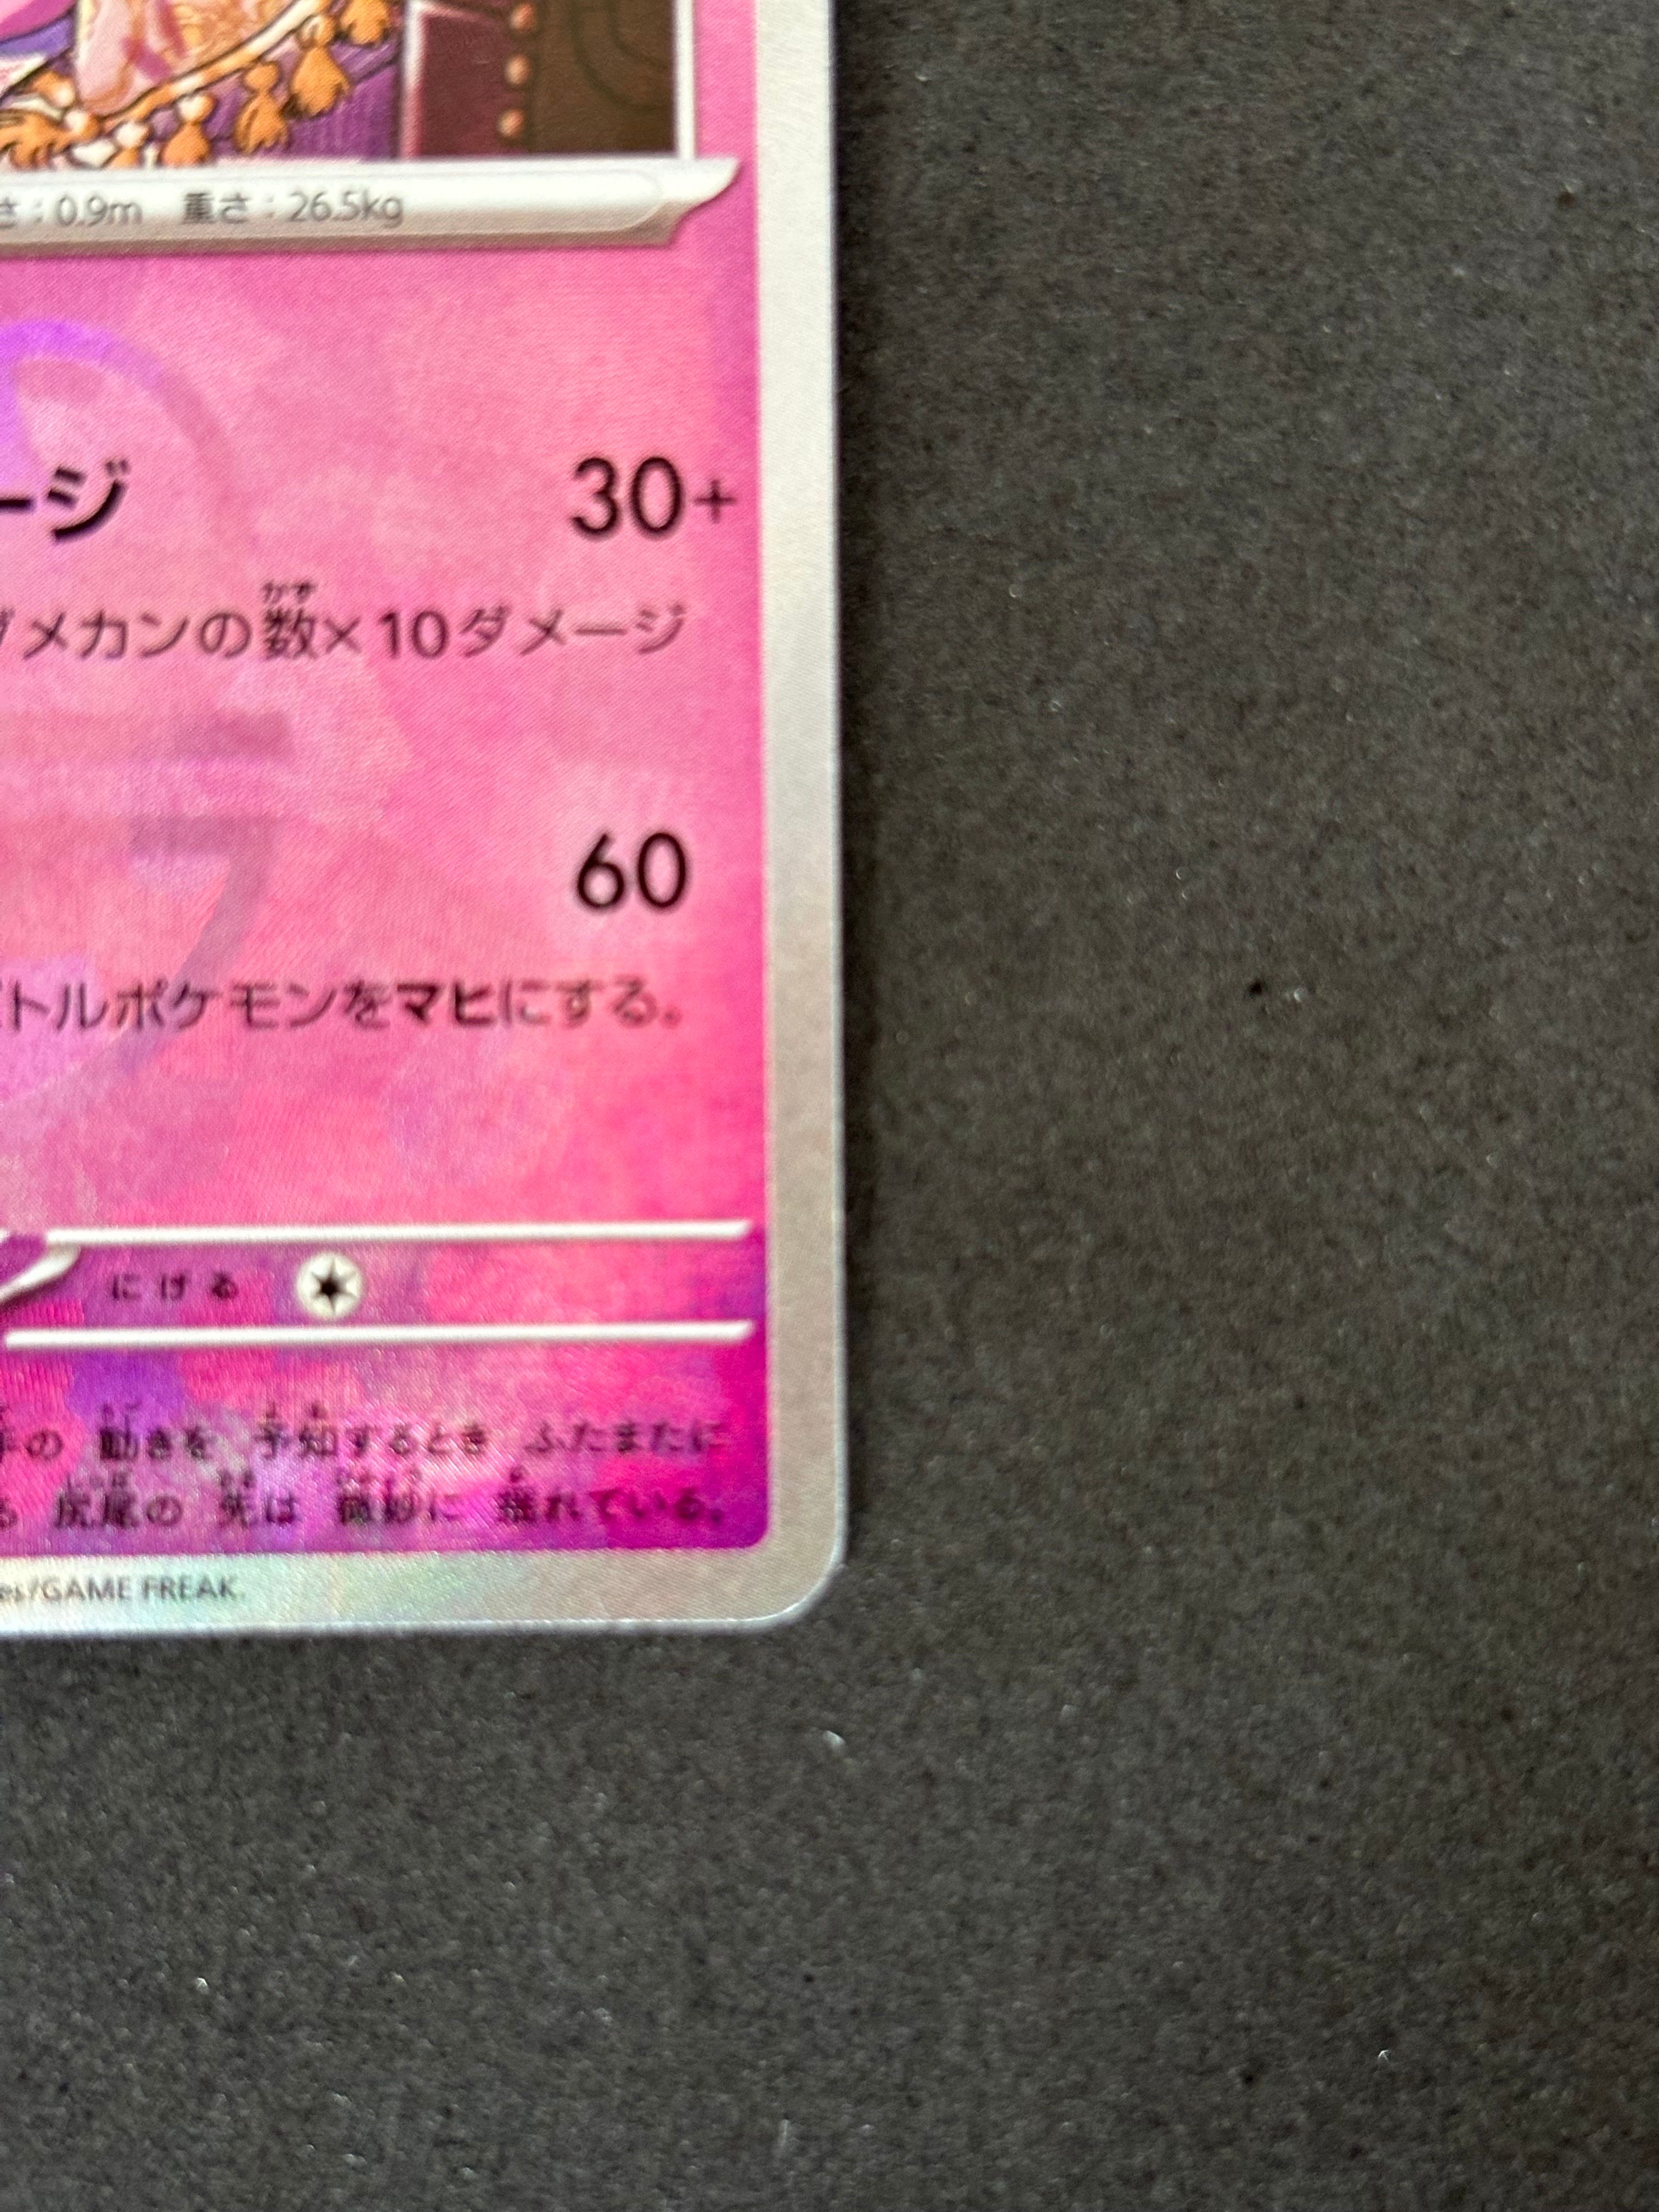 さ：0.9m 重さ：26.5kg
ージ 30+
かず
ダメカンの数×10ダメージ
60
トルポケモンをマヒにする。
にげる
の 動きを 予知するとき ふたまたに
る 尻尾の 先は 微妙に 揺れている。
es/GAME FREAK.